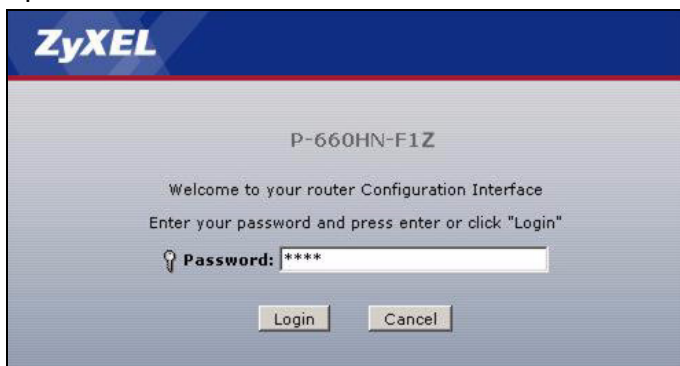 ZyXEL
P-660HN-F1Z
Welcome to your router Configuration Interface
Enter your password and press enter or click "Login"
Password: ****
Login Cancel